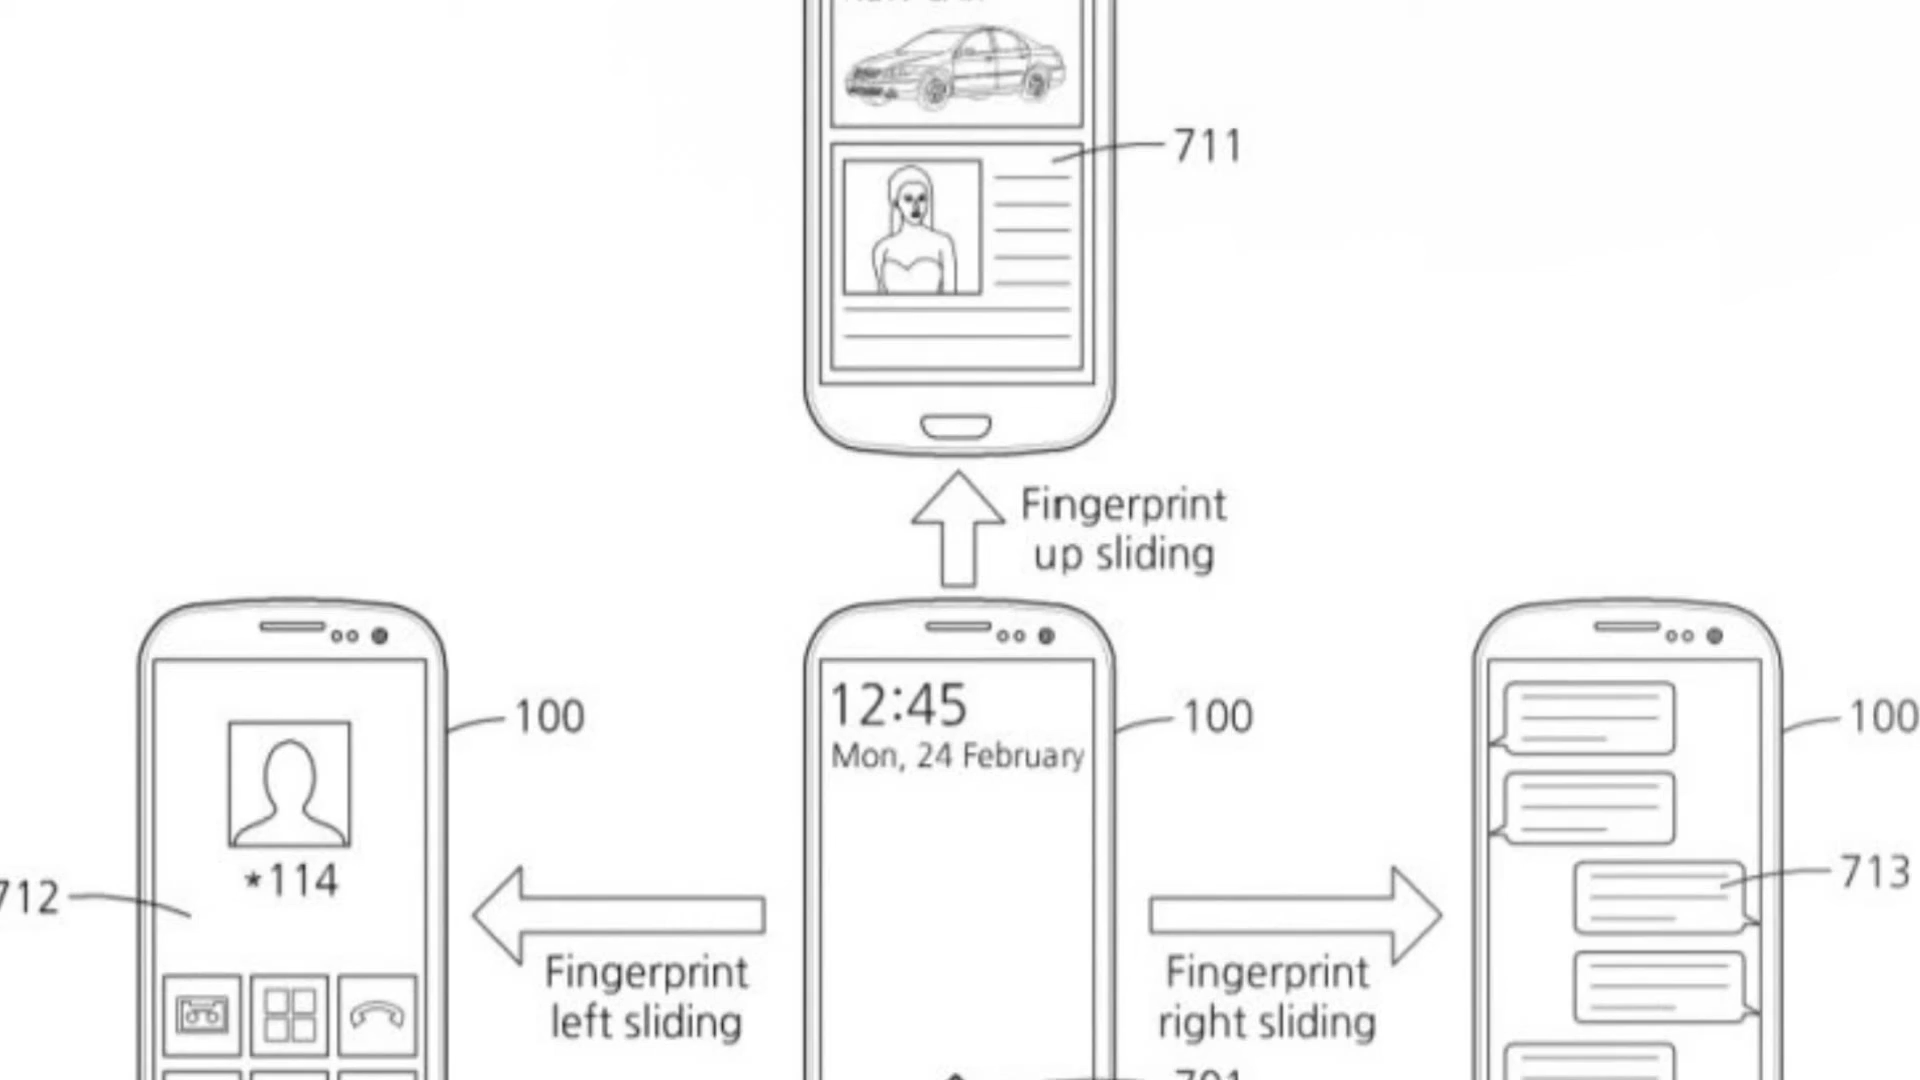 711
Fingerprint
up sliding
100
12:45
Mon, 24 February
100
100
*114
712
713
Fingerprint
left sliding
Fingerprint
right sliding